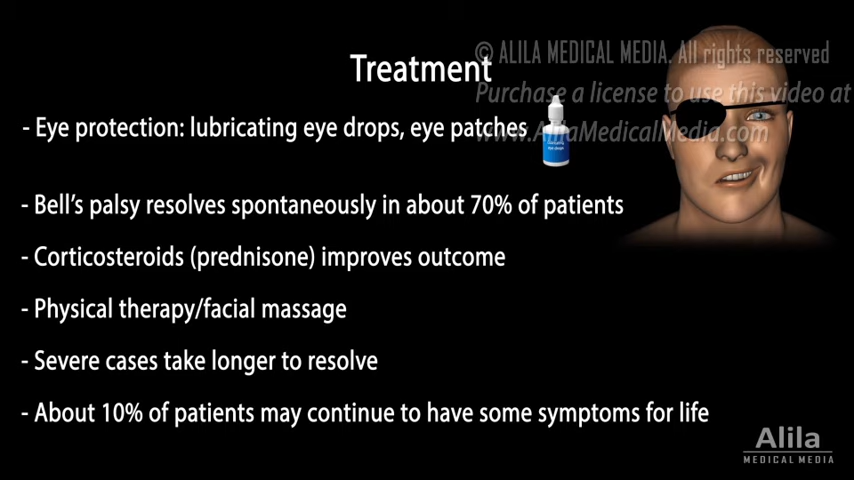 © ALILA MEDICAL MEDIA. All rights reserved
Treatment
Purchase a license to use this video at
www.AlilaMedicalMedia.com
- Eye protection: lubricating eye drops, eye patches
- Bell's palsy resolves spontaneously in about 70% of patients
- Corticosteroids (prednisone) improves outcome
- Physical therapy/facial massage
- Severe cases take longer to resolve
- About 10% of patients may continue to have some symptoms for life
Alila
MEDICAL MEDIA